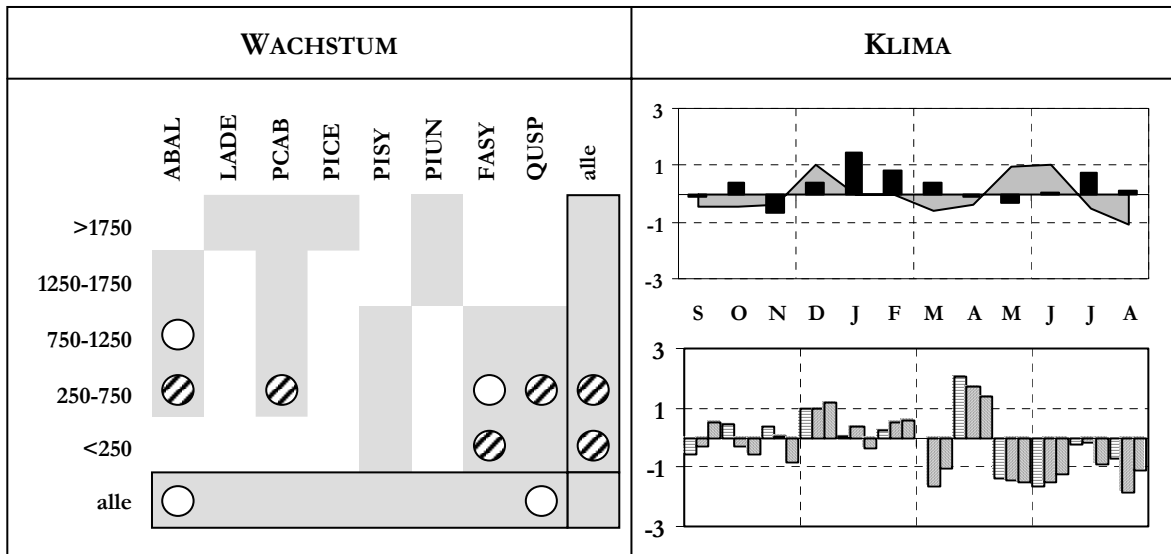 WACHSTUM
KLIMA
ABAL LADE PCAB PICE PISY PIUN FASY QUSP alle
>1750
1250-1750
750-1250
250-750
<250
alle
3
1
-1
-3
S O N D J F M A M J J A
3
1
-1
-3